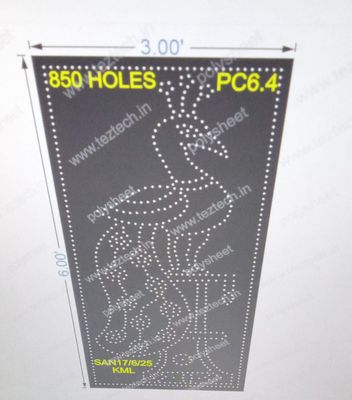 3.00'
850 HOLES PC6.4
6.00'
SAN17/6/25
KML
www.teztech.in
polysheet